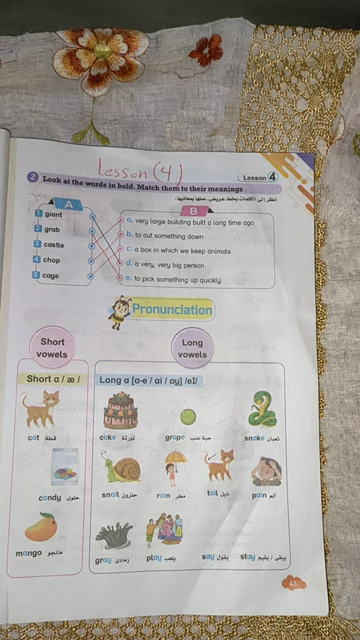 Lesson (4)
Lesson 4
2 Look at the words in bold. Match them to their meanings
انظر إلى الكلمات بخط عريض، صلها بمعانيها.
A
B
1 giant
2 grab
3 castle
4 chop
5 cage
a. very large building built a long time ago
b. to cut something down
c. a box in which we keep animals
d. a very, very big person
e. to pick something up quickly
Pronunciation
Short vowels
Long vowels
Short a / æ /
Long a [a-e / ai / ay] /eI/
cat قطة
cake تورتة
grape حبة عنب
snake ثعبان
candy حلوى
snail حلزون
rain مطر
tail ذيل
pain ألم
mango مانجو
gray رمادى
play يلعب
say يقول
stay يبقى / يقيم
41